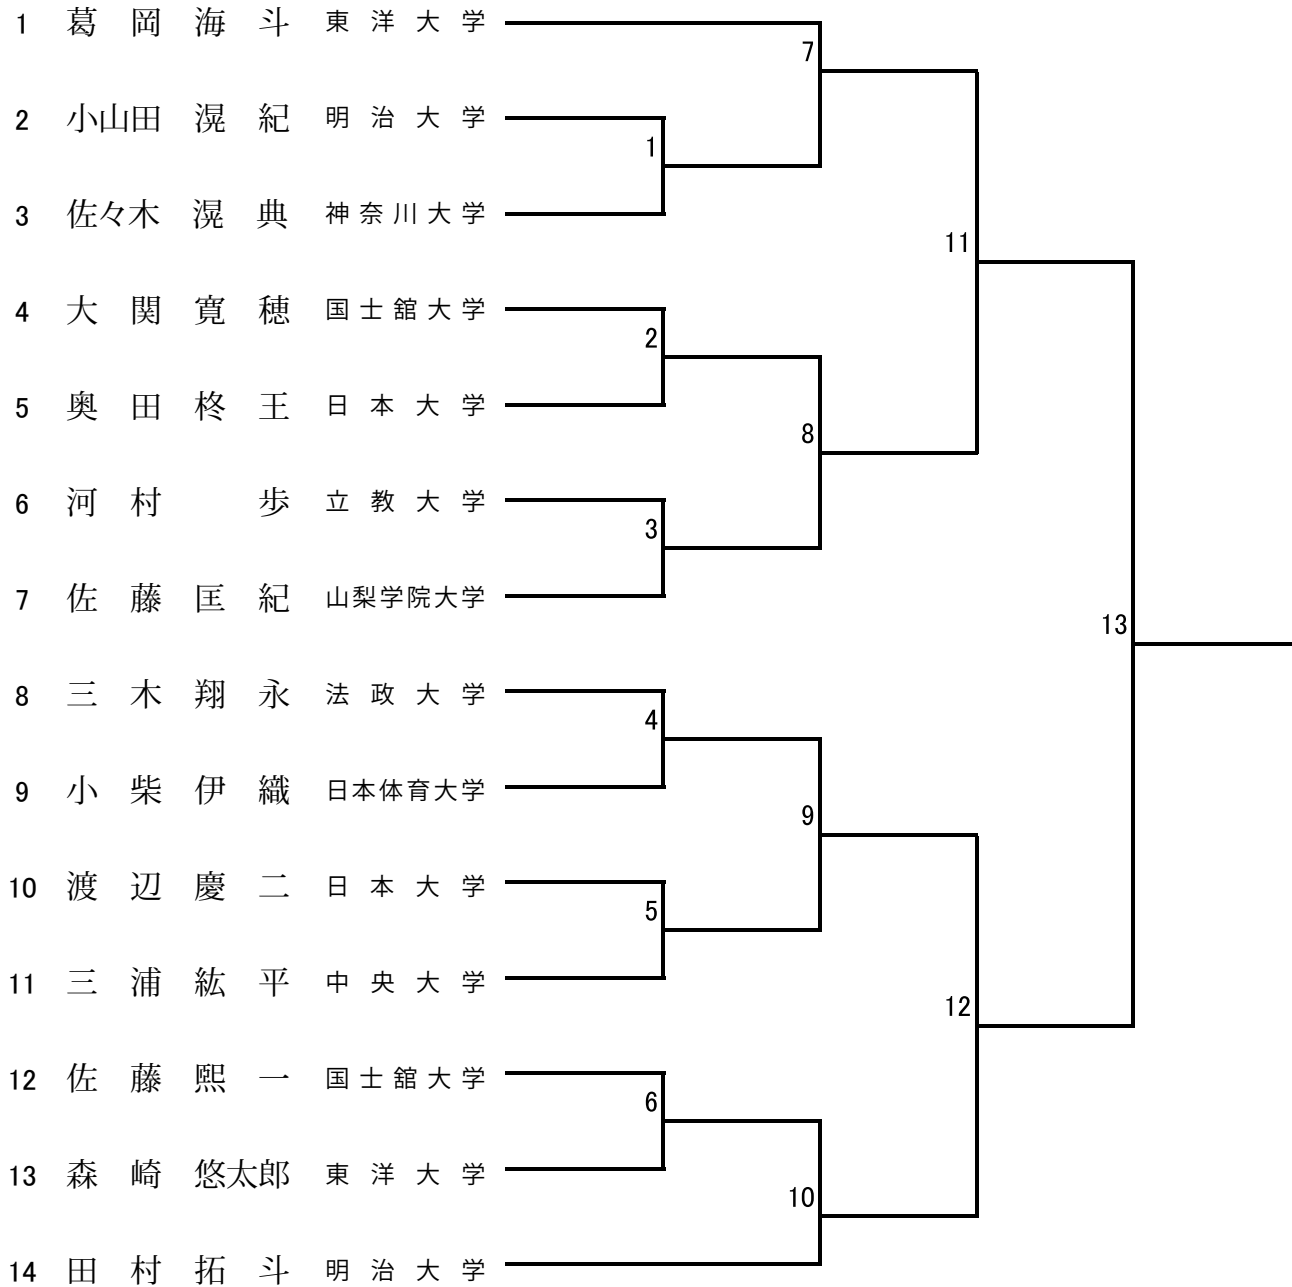 1 葛岡海斗 東洋大学
7
2 小山田滉紀 明治大学
1
3 佐々木滉典 神奈川大学
11
4 大関寛穂 国士舘大学
2
5 奥田柊王 日本大学
8
6 河村歩 立教大学
3
7 佐藤匡紀 山梨学院大学
13
8 三木翔永 法政大学
4
9 小柴伊織 日本体育大学
9
10 渡辺慶二 日本大学
5
11 三浦紘平 中央大学
12
12 佐藤熙一 国士舘大学
6
13 森崎悠太郎 東洋大学
10
14 田村拓斗 明治大学